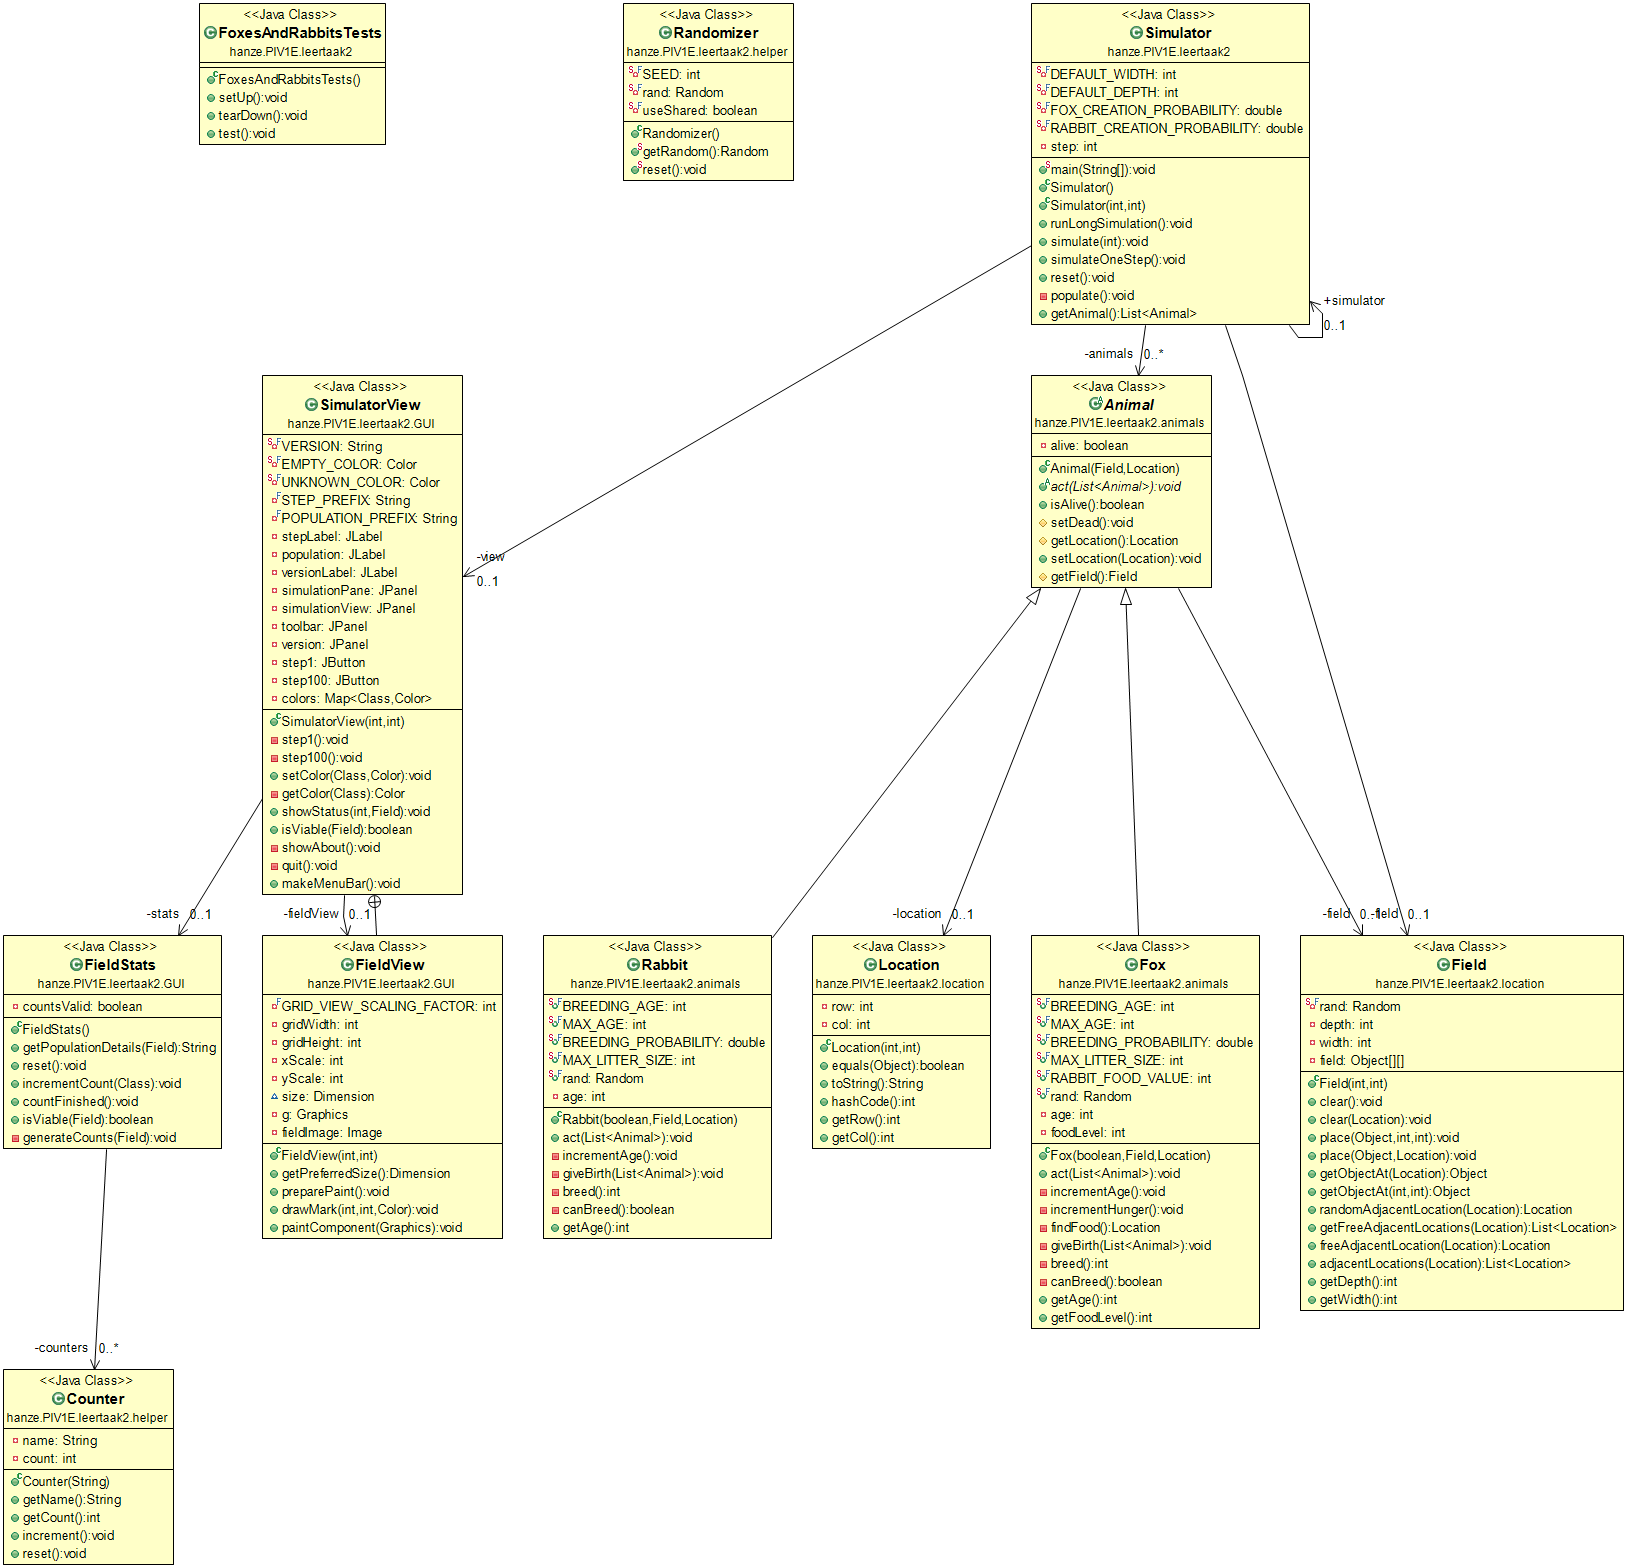 <<Java Class>>
FoxesAndRabbitsTests
hanze.PIV1E.leertaak2
FoxesAndRabbitsTests()
setUp():void
tearDown():void
test():void
<<Java Class>>
Randomizer
hanze.PIV1E.leertaak2.helper
SEED: int
rand: Random
useShared: boolean
Randomizer()
getRandom():Random
reset():void
<<Java Class>>
Simulator
hanze.PIV1E.leertaak2
DEFAULT_WIDTH: int
DEFAULT_DEPTH: int
FOX_CREATION_PROBABILITY: double
RABBIT_CREATION_PROBABILITY: double
step: int
main(String[]):void
Simulator()
Simulator(int,int)
runLongSimulation():void
simulate(int):void
simulateOneStep():void
reset():void
populate():void
getAnimal():List<Animal>
+simulator
0..1
-animals 0..*
<<Java Class>>
SimulatorView
hanze.PIV1E.leertaak2.GUI
VERSION: String
EMPTY_COLOR: Color
UNKNOWN_COLOR: Color
STEP_PREFIX: String
POPULATION_PREFIX: String
stepLabel: JLabel
population: JLabel
versionLabel: JLabel
simulationPane: JPanel
simulationView: JPanel
toolbar: JPanel
version: JPanel
step1: JButton
step100: JButton
colors: Map<Class,Color>
SimulatorView(int,int)
step1():void
step100():void
setColor(Class,Color):void
getColor(Class):Color
showStatus(int,Field):void
isViable(Field):boolean
showAbout():void
quit():void
makeMenuBar():void
-view
0..1
<<Java Class>>
Animal
hanze.PIV1E.leertaak2.animals
alive: boolean
Animal(Field,Location)
act(List<Animal>):void
isAlive():boolean
setDead():void
getLocation():Location
setLocation(Location):void
getField():Field
-stats 0..1
-fieldView 0..1
-location 0..1
-field 0..1
-field 0..1
<<Java Class>>
FieldStats
hanze.PIV1E.leertaak2.GUI
countsValid: boolean
FieldStats()
getPopulationDetails(Field):String
reset():void
incrementCount(Class):void
countFinished():void
isViable(Field):boolean
generateCounts(Field):void
<<Java Class>>
FieldView
hanze.PIV1E.leertaak2.GUI
GRID_VIEW_SCALING_FACTOR: int
gridWidth: int
gridHeight: int
xScale: int
yScale: int
size: Dimension
g: Graphics
fieldImage: Image
FieldView(int,int)
getPreferredSize():Dimension
preparePaint():void
drawMark(int,int,Color):void
paintComponent(Graphics):void
<<Java Class>>
Rabbit
hanze.PIV1E.leertaak2.animals
BREEDING_AGE: int
MAX_AGE: int
BREEDING_PROBABILITY: double
MAX_LITTER_SIZE: int
rand: Random
age: int
Rabbit(boolean,Field,Location)
act(List<Animal>):void
incrementAge():void
giveBirth(List<Animal>):void
breed():int
canBreed():boolean
getAge():int
<<Java Class>>
Location
hanze.PIV1E.leertaak2.location
row: int
col: int
Location(int,int)
equals(Object):boolean
toString():String
hashCode():int
getRow():int
getCol():int
<<Java Class>>
Fox
hanze.PIV1E.leertaak2.animals
BREEDING_AGE: int
MAX_AGE: int
BREEDING_PROBABILITY: double
MAX_LITTER_SIZE: int
RABBIT_FOOD_VALUE: int
rand: Random
age: int
foodLevel: int
Fox(boolean,Field,Location)
act(List<Animal>):void
incrementAge():void
incrementHunger():void
findFood():Location
giveBirth(List<Animal>):void
breed():int
canBreed():boolean
getAge():int
getFoodLevel():int
<<Java Class>>
Field
hanze.PIV1E.leertaak2.location
rand: Random
depth: int
width: int
field: Object[][]
Field(int,int)
clear():void
clear(Location):void
place(Object,int,int):void
place(Object,Location):void
getObjectAt(Location):Object
getObjectAt(int,int):Object
randomAdjacentLocation(Location):Location
getFreeAdjacentLocations(Location):List<Location>
freeAdjacentLocation(Location):Location
adjacentLocations(Location):List<Location>
getDepth():int
getWidth():int
-counters 0..*
<<Java Class>>
Counter
hanze.PIV1E.leertaak2.helper
name: String
count: int
Counter(String)
getName():String
getCount():int
increment():void
reset():void